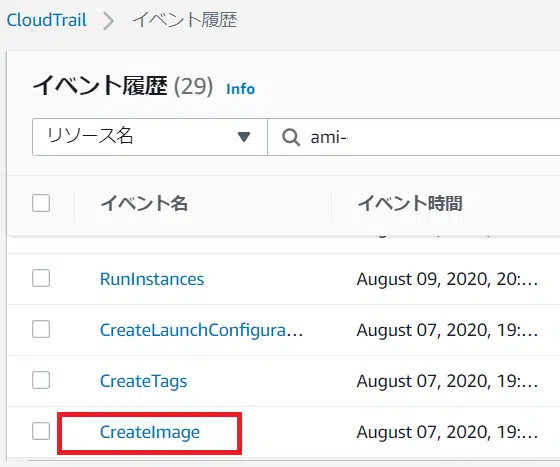 CloudTrail > イベント履歴
イベント履歴 (29) Info
リソース名 ami-
イベント名 イベント時間
RunInstances August 09, 2020, 20:…
CreateLaunchConfigura… August 07, 2020, 19:…
CreateTags August 07, 2020, 19:…
CreateImage August 07, 2020, 19:…